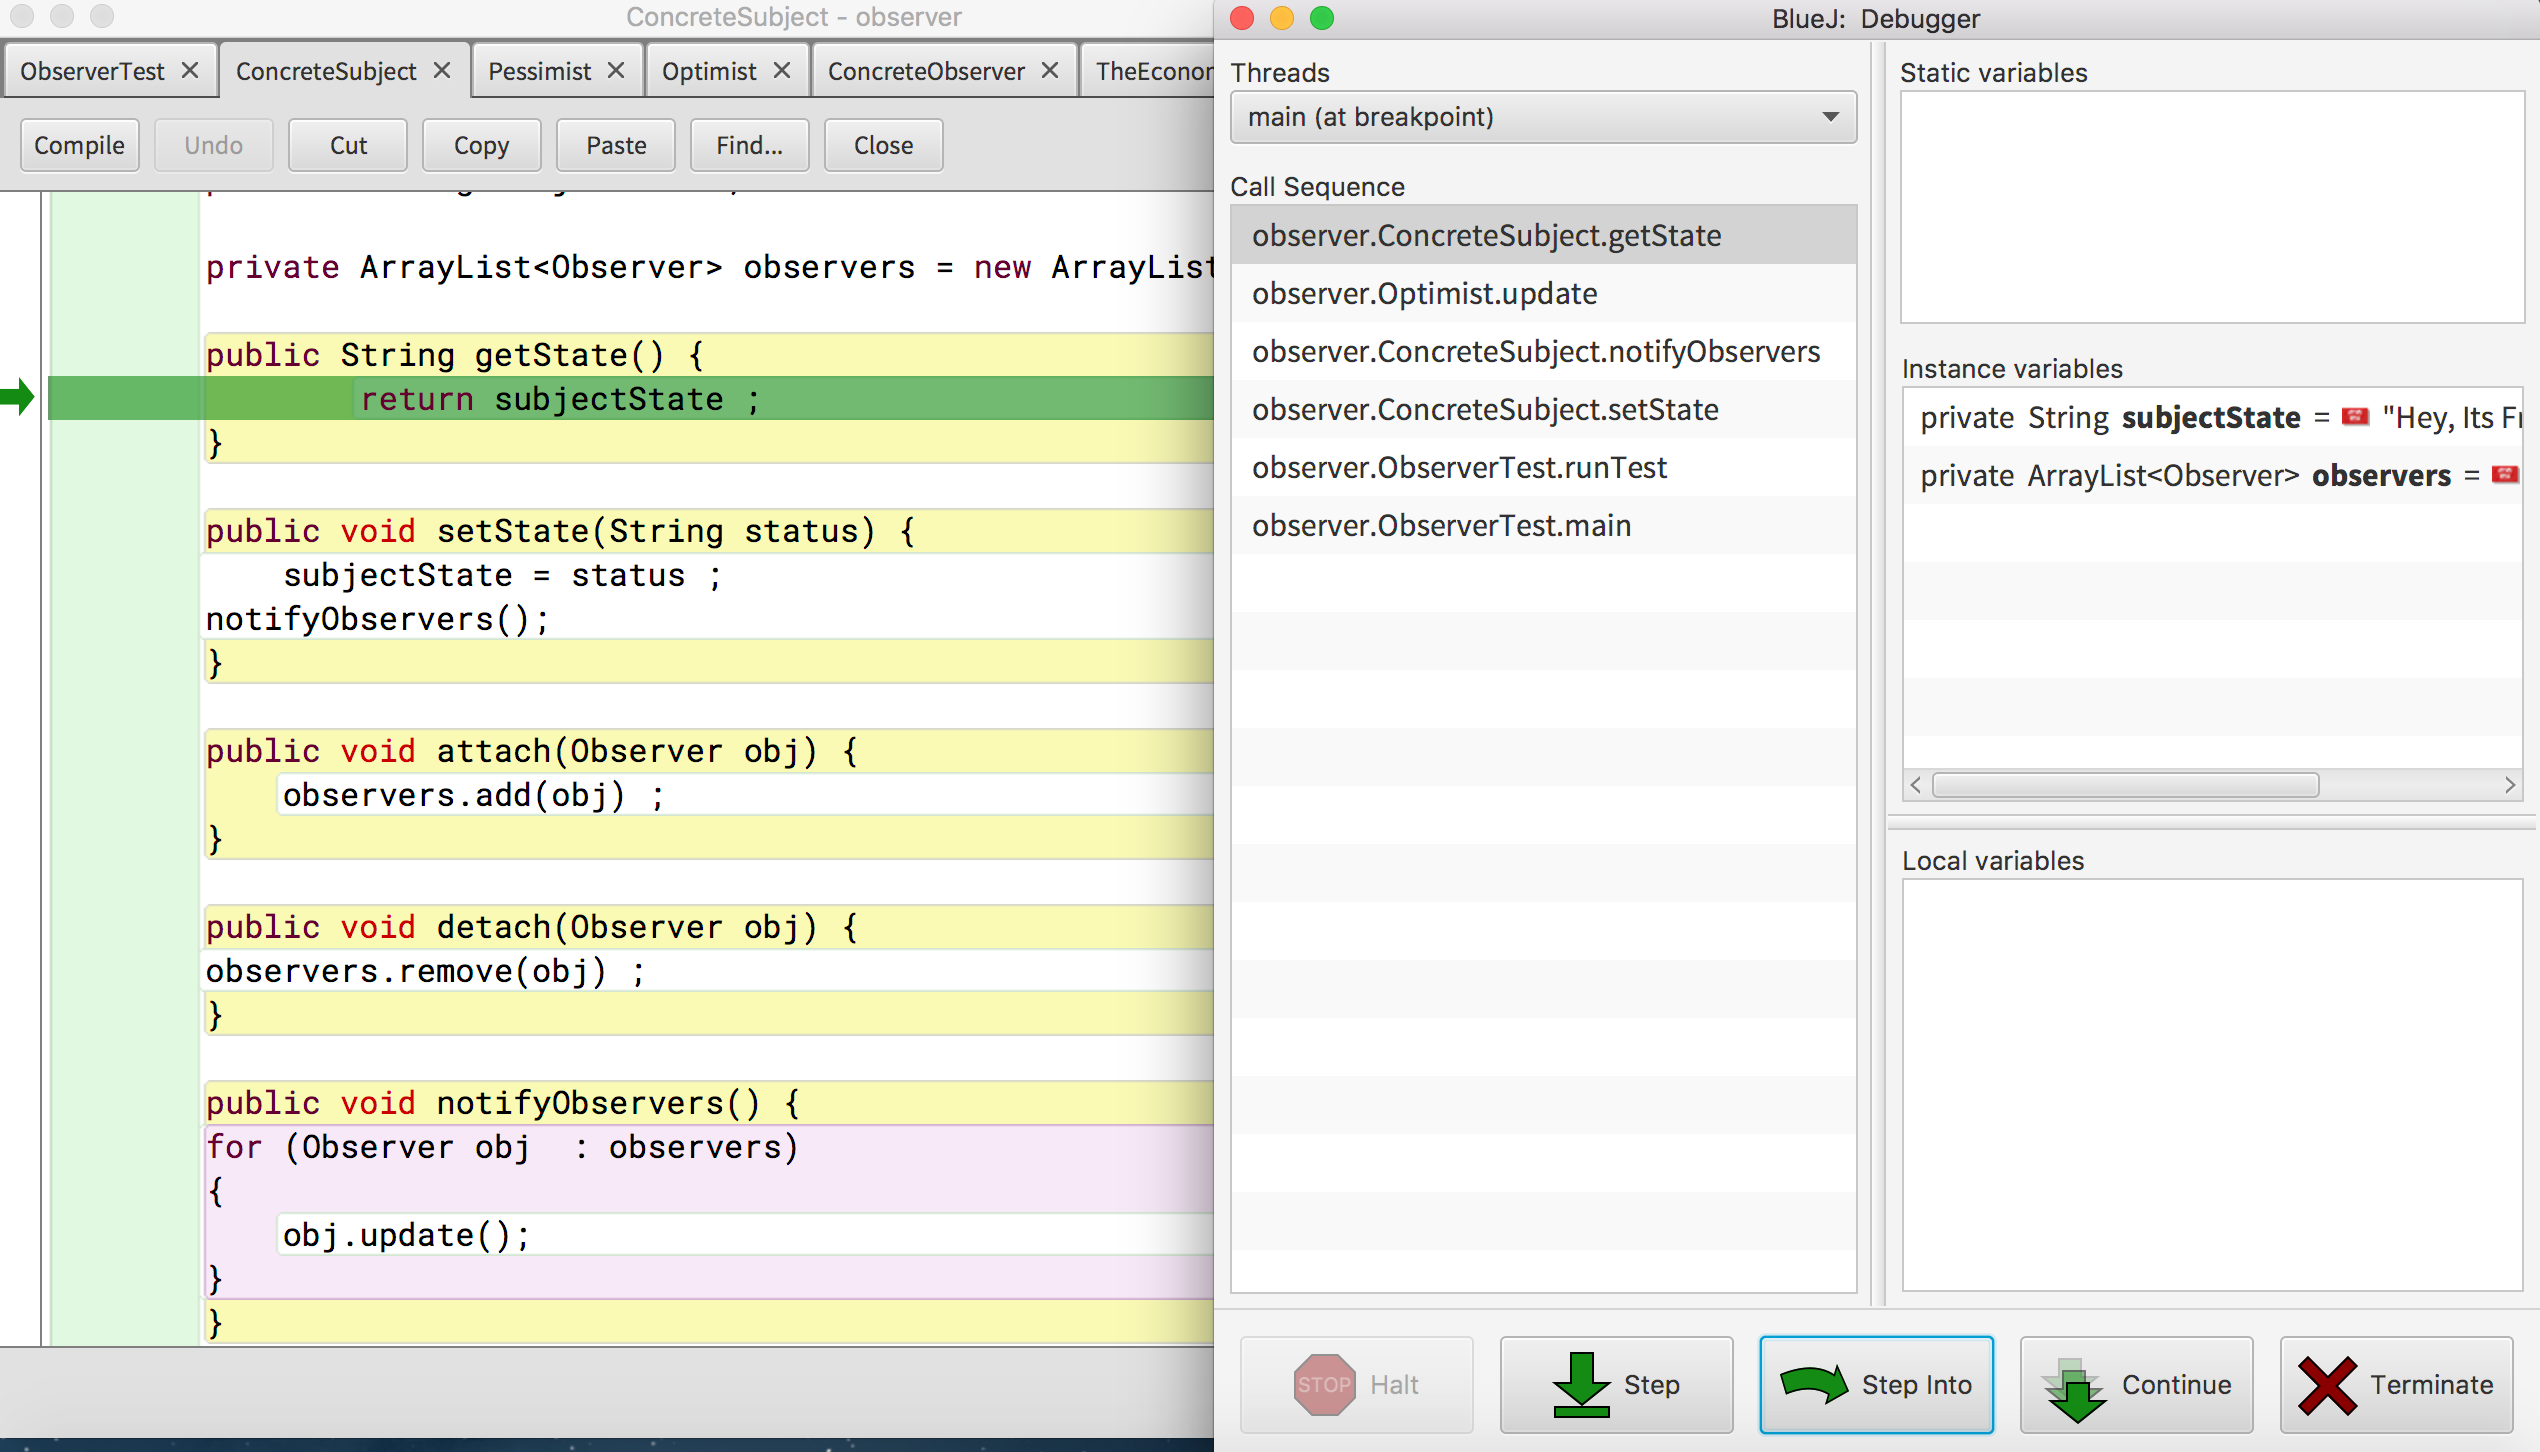 ConcreteSubject - observer
ObserverTest ConcreteSubject Pessimist Optimist ConcreteObserver
Compile Undo Cut Copy Paste Find... Close
private ArrayList<Observer> observers = new
public String getState() {
return subjectState ;
}
public void setState(String status) {
subjectState = status ;
notifyObservers();
}
public void attach(Observer obj) {
observers.add(obj) ;
}
public void detach(Observer obj) {
observers.remove(obj) ;
}
public void notifyObservers() {
for (Observer obj  : observers)
{
obj.update();
}
}
BlueJ: Debugger
Threads
main (at breakpoint)
Call Sequence
observer.ConcreteSubject.getState
observer.Optimist.update
observer.ConcreteSubject.notifyObservers
observer.ConcreteSubject.setState
observer.ObserverTest.runTest
observer.ObserverTest.main
Static variables
Instance variables
private String subjectState = "Hey, Its
private ArrayList<Observer> observers =
Local variables
STOP Halt Step Step Into Continue Terminate